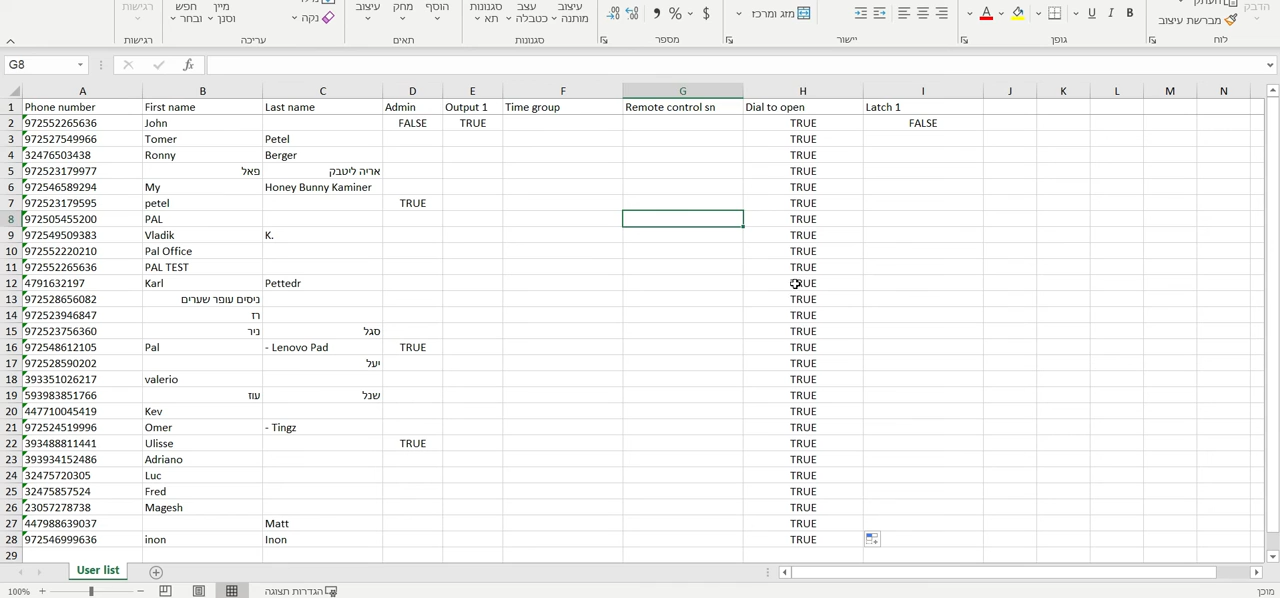 רגישות
חפש ובחר
מיין וסנן
נקה
עיצוב
מחק
הוסף
סגנונות תא
עצב כטבלה
עיצוב מותנה
% $
מזג ומרכז
A U I B
העתק
מברשת עיצוב
הדבק
רגישות
עריכה
תאים
סגנונות
מספר
יישור
גופן
לוח
G8 fx
A B C D E F G H I J K L M N
1 Phone number First name Last name Admin Output 1 Time group Remote control sn Dial to open Latch 1
2 972552265636 John FALSE TRUE TRUE FALSE
3 972527549966 Tomer Petel TRUE
4 32476503438 Ronny Berger TRUE
5 972523179977 פאל אריה ליטבק TRUE
6 972546589294 My Honey Bunny Kaminer TRUE
7 972523179595 petel TRUE TRUE
8 972505455200 PAL TRUE
9 972549509383 Vladik K. TRUE
10 972552220210 Pal Office TRUE
11 972552265636 PAL TEST TRUE
12 4791632197 Karl Pettedr TRUE
13 972528656082 ניסים עופר שערים TRUE
14 972523946847 רז TRUE
15 972523756360 ניר סגל TRUE
16 972548612105 Pal - Lenovo Pad TRUE TRUE
17 972528590202 יעל TRUE
18 393351026217 valerio TRUE
19 593983851766 עוז שנל TRUE
20 447710045419 Kev TRUE
21 972524519996 Omer - Tingz TRUE
22 393488811441 Ulisse TRUE TRUE
23 393934152486 Adriano TRUE
24 32475720305 Luc TRUE
25 32475857524 Fred TRUE
26 23057278738 Magesh TRUE
27 447988639037 Matt TRUE
28 972546999636 inon Inon TRUE
29
User list
100% הגדרות תצוגה מוכן